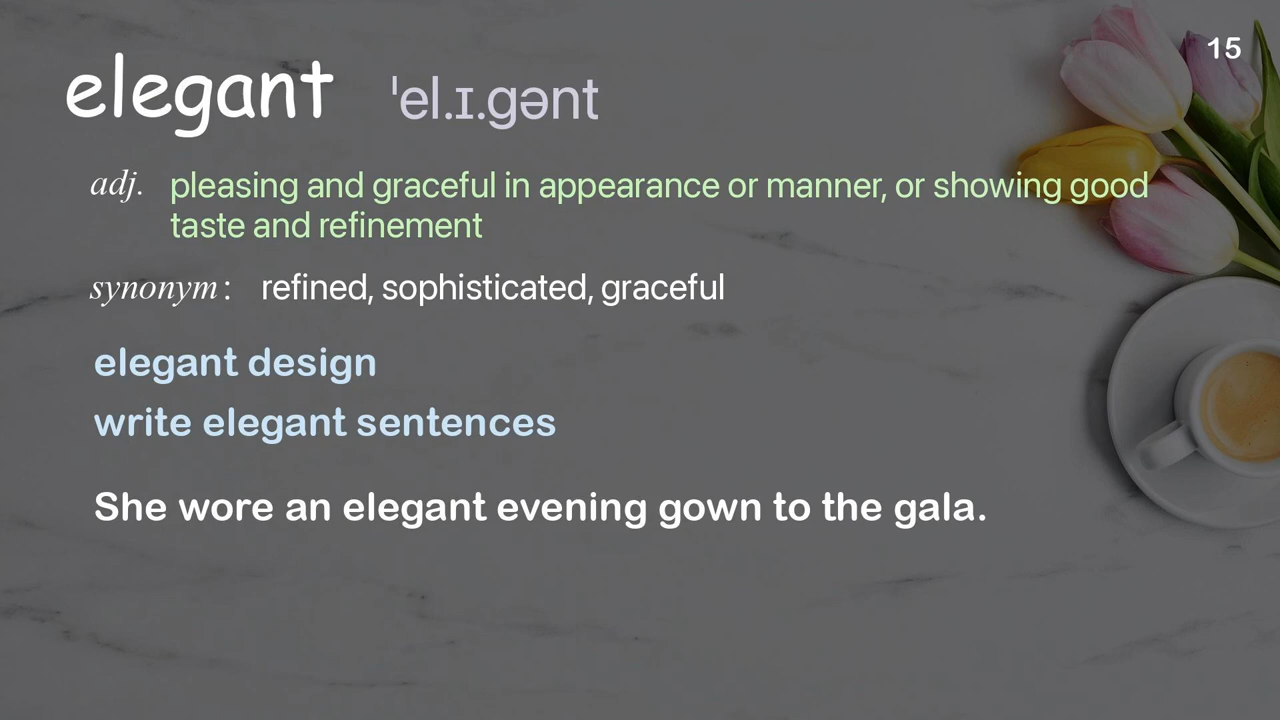 15
elegant ˈel.ɪ.ɡənt
adj. pleasing and graceful in appearance or manner, or showing good
taste and refinement
synonym: refined, sophisticated, graceful
elegant design
write elegant sentences
She wore an elegant evening gown to the gala.